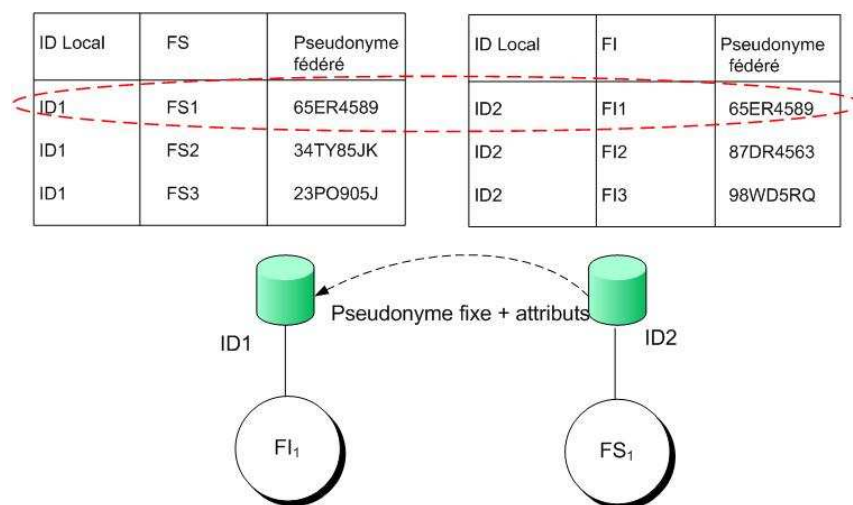 ID Local FS Pseudonyme
fédéré
ID1 FS1 65ER4589
ID1 FS2 34TY85JK
ID1 FS3 23PO905J
ID Local FI Pseudonyme
fédéré
ID2 FI1 65ER4589
ID2 FI2 87DR4563
ID2 FI3 98WD5RQ
Pseudonyme fixe + attributs
ID1
ID2
FI₁
FS₁